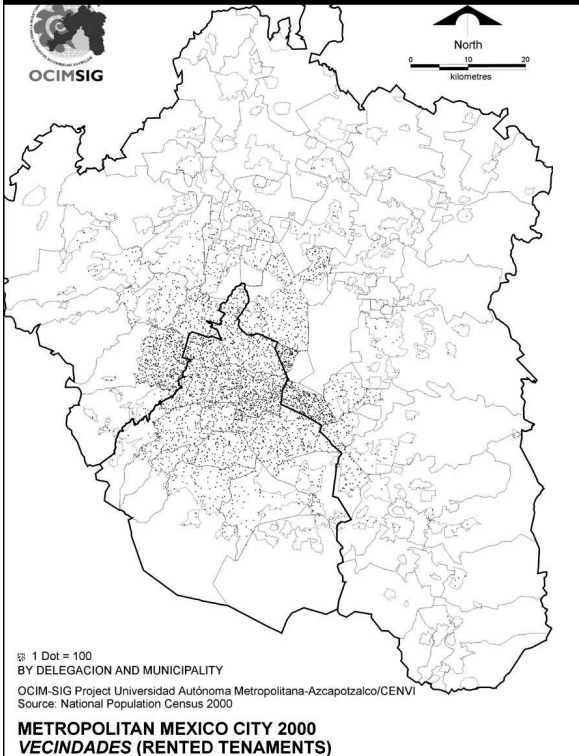 OCIMSIG
North
0 10 20
kilometres
1 Dot = 100
BY DELEGACION AND MUNICIPALITY
OCIM-SIG Project Universidad Autónoma Metropolitana-Azcapotzalco/CENVI
Source: National Population Census 2000
METROPOLITAN MEXICO CITY 2000
VECINDADES (RENTED TENAMENTS)